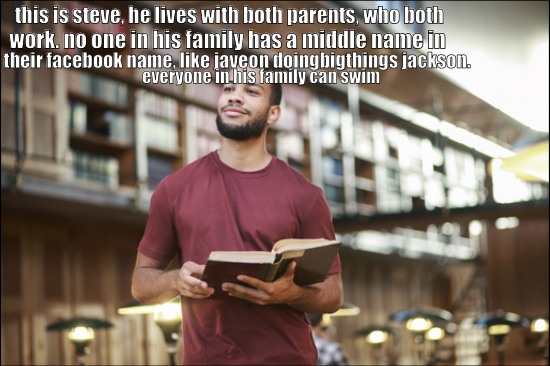 this is steve, he lives with both parents, who both
work. no one in his family has a middle name in
their facebook name, like javeon doingbigthings jackson.
everyone in his family can swim